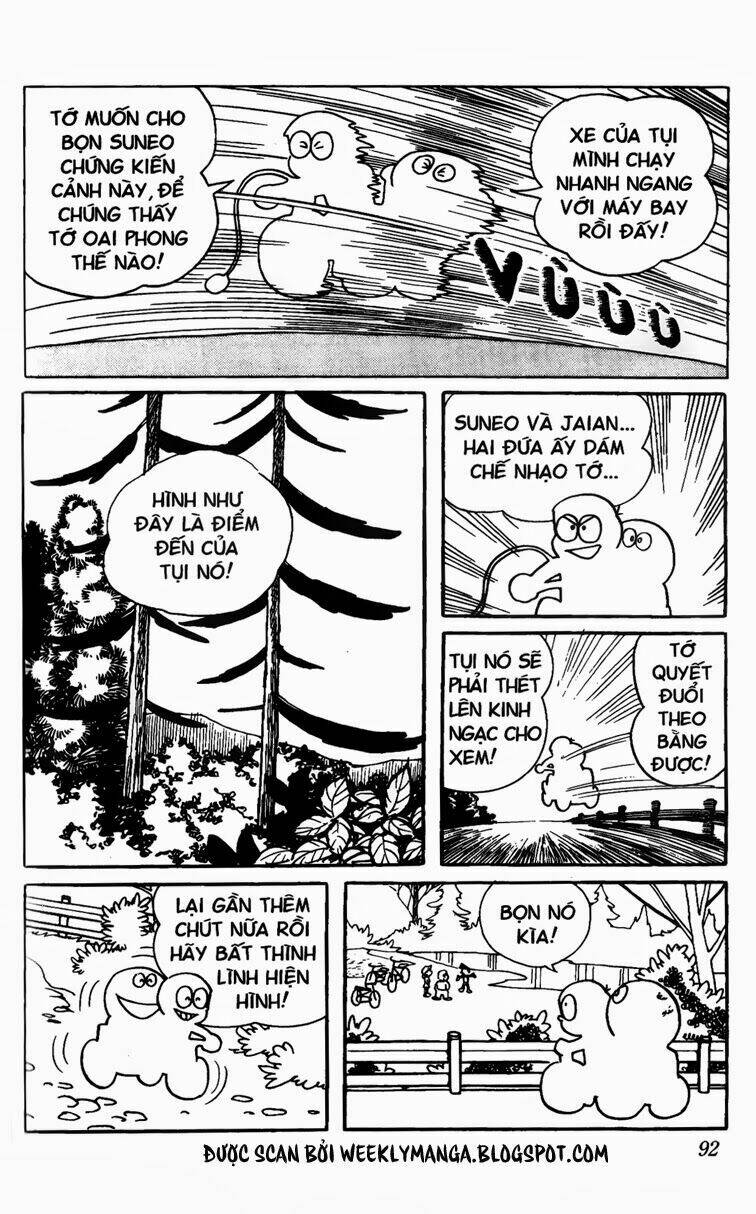 TỚ MUỐN CHO
BỌN SUNEO
CHỨNG KIẾN
CẢNH NÀY, ĐỂ
CHÚNG THẤY
TỚ OAI PHONG
THẾ NÀO!
XE CỦA TỤI
MÌNH CHẠY
NHANH NGANG
VỚI MÁY BAY
RỒI ĐẤY!
VÙÙÙ
HÌNH NHƯ
ĐÂY LÀ ĐIỂM
ĐẾN CỦA
TỤI NÓ!
SUNEO VÀ JAIAN...
HAI ĐỨA ẤY DÁM
CHẾ NHẠO TỚ...
TỤI NÓ SẼ
PHẢI THÉT
LÊN KINH
NGẠC CHO
XEM!
TỚ
QUYẾT
ĐUỔI
THEO
BẰNG
ĐƯỢC!
LẠI GẦN THÊM
CHÚT NỮA RỒI
HÃY BẤT THÌNH
LÌNH HIỆN
HÌNH!
BỌN NÓ
KÌA!
ĐƯỢC SCAN BỞI WEEKLYMANGA.BLOGSPOT.COM
92